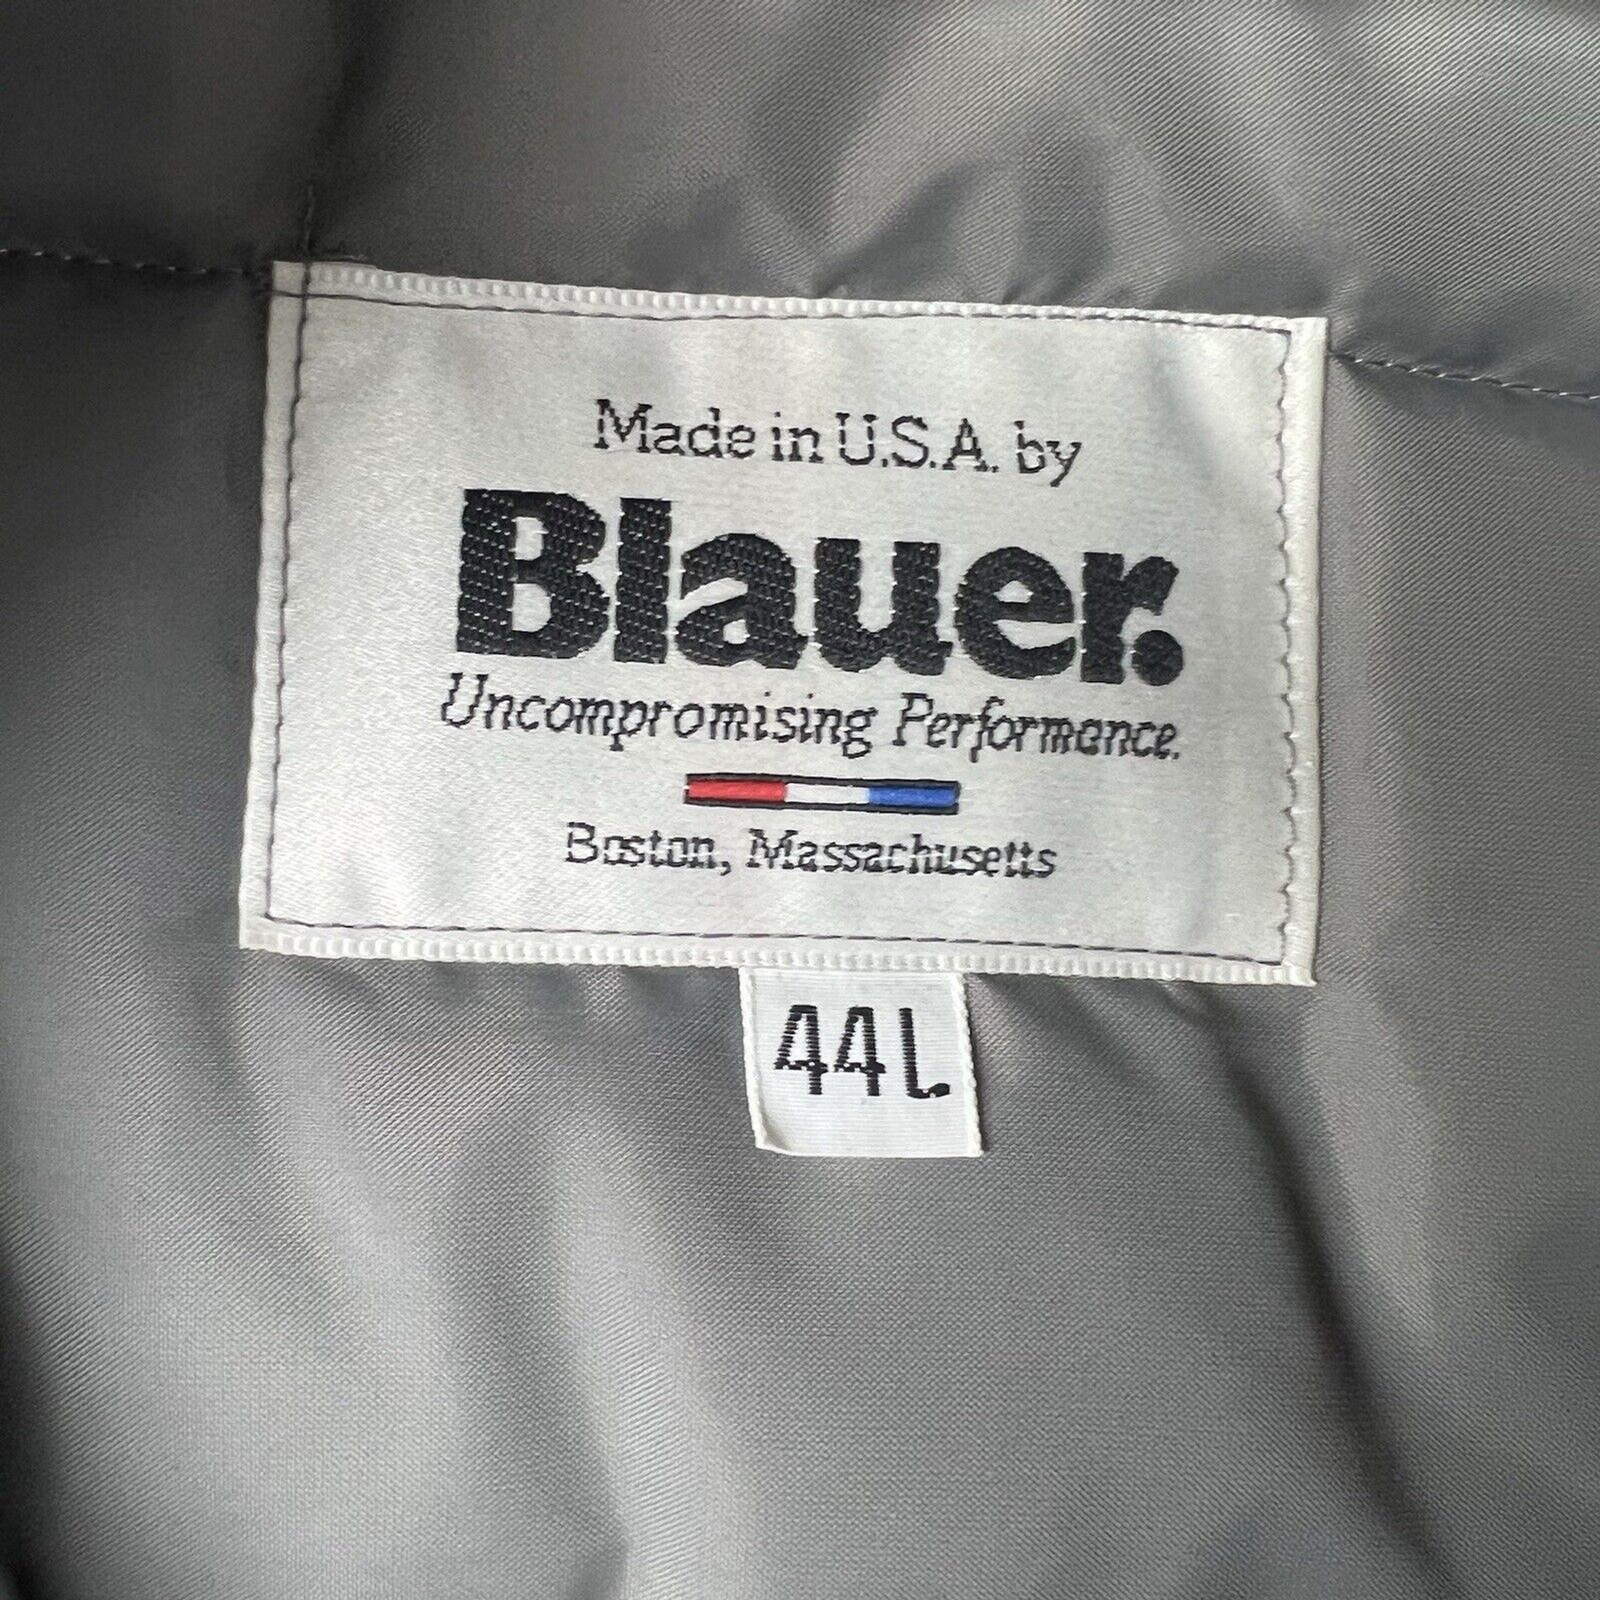 Made in U.S.A. by
Blauer.
Uncompromising Performance.
Boston, Massachusetts
44L